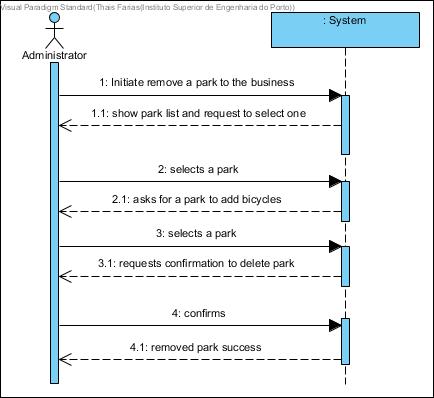 Visual Paradigm Standard(Thais Farias(Instituto Superior de Engenharia do Porto))
: System
Administrator
1: Initiate remove a park to the business
1.1: show park list and request to select one
2: selects a park
2.1: asks for a park to add bicycles
3: selects a park
3.1: requests confirmation to delete park
4: confirms
4.1: removed park success